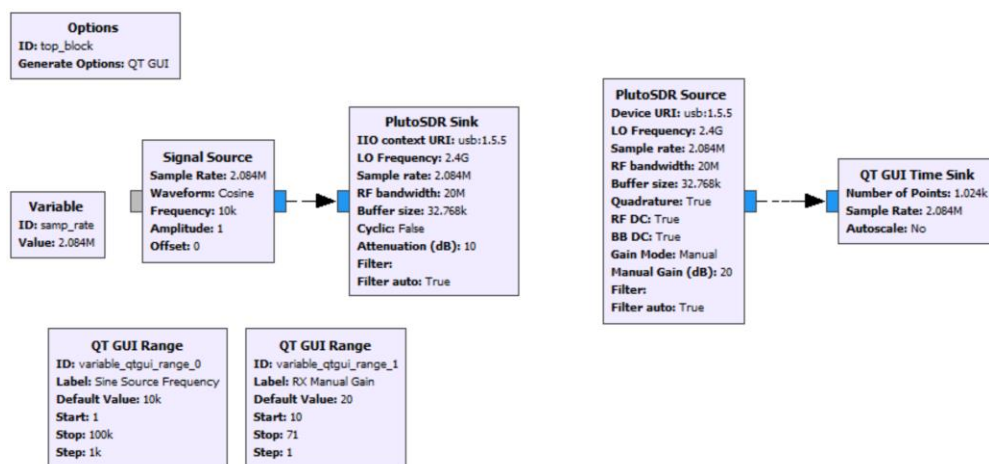 Options
ID: top_block
Generate Options: QT GUI
Variable
ID: samp_rate
Value: 2.084M
Signal Source
Sample Rate: 2.084M
Waveform: Cosine
Frequency: 10k
Amplitude: 1
Offset: 0
PlutoSDR Sink
IIO context URI: usb:1.5.5
LO Frequency: 2.4G
Sample rate: 2.084M
RF bandwidth: 20M
Buffer size: 32.768k
Cyclic: False
Attenuation (dB): 10
Filter:
Filter auto: True
PlutoSDR Source
Device URI: usb:1.5.5
LO Frequency: 2.4G
Sample rate: 2.084M
RF bandwidth: 20M
Buffer size: 32.768k
Quadrature: True
RF DC: True
BB DC: True
Gain Mode: Manual
Manual Gain (dB): 20
Filter:
Filter auto: True
QT GUI Time Sink
Number of Points: 1.024k
Sample Rate: 2.084M
Autoscale: No
QT GUI Range
ID: variable_qtgui_range_0
Label: Sine Source Frequency
Default Value: 10k
Start: 1
Stop: 100k
Step: 1k
QT GUI Range
ID: variable_qtgui_range_1
Label: RX Manual Gain
Default Value: 20
Start: 10
Stop: 71
Step: 1